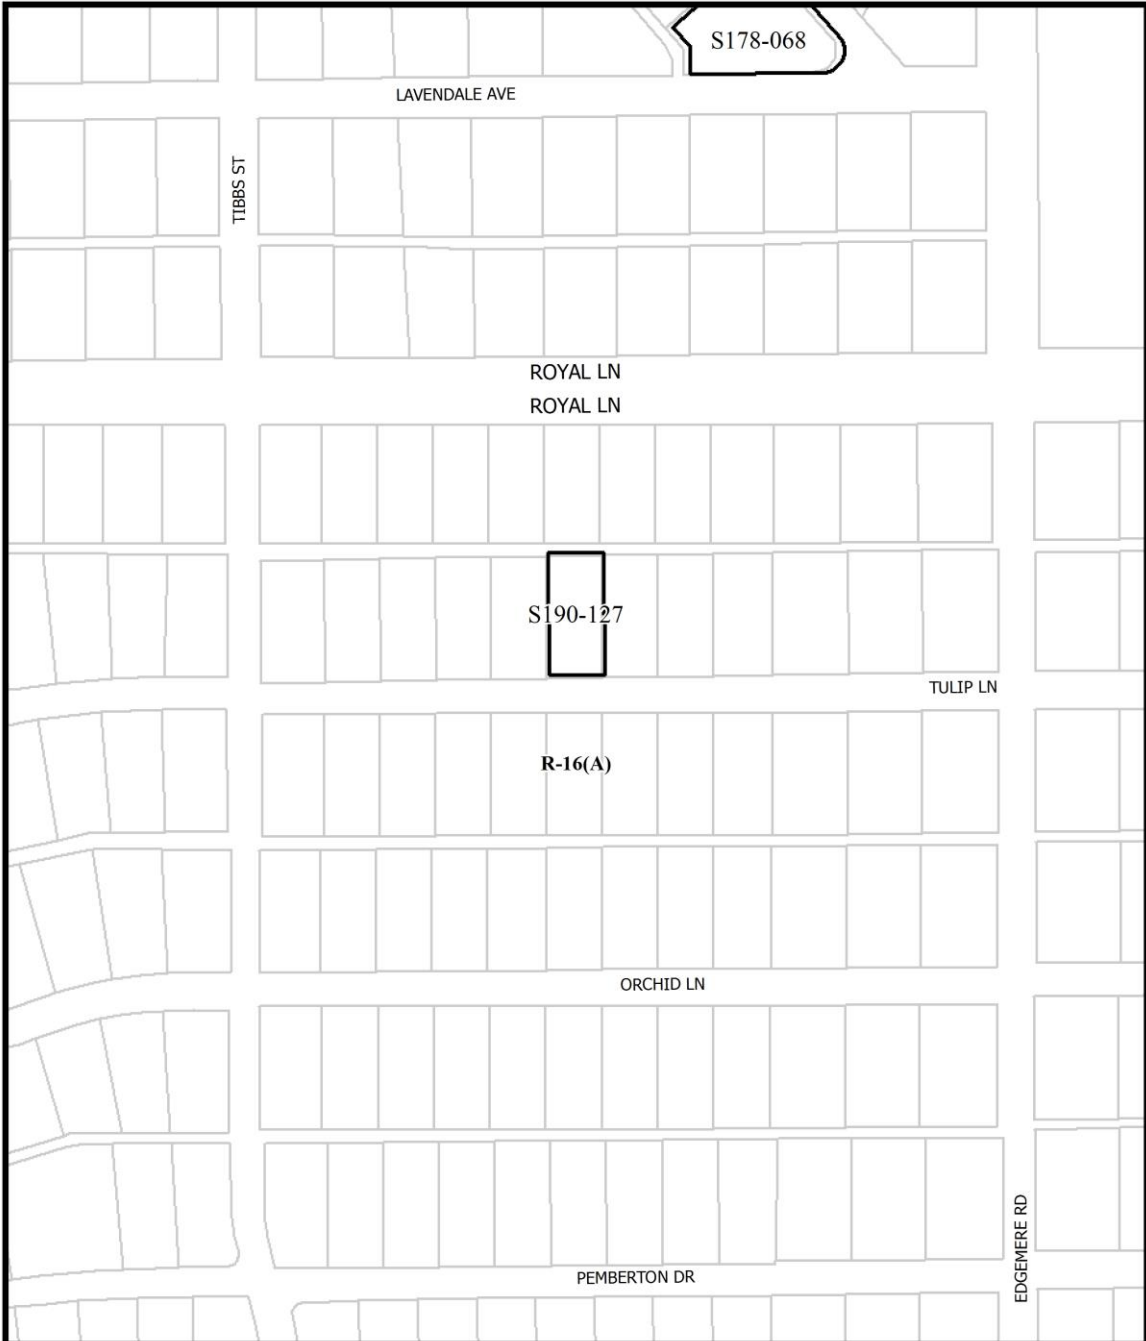 S178-068
LAVENDALE AVE
TIBBS ST
ROYAL LN
ROYAL LN
S190-127
TULIP LN
R-16(A)
ORCHID LN
EDGEMERE RD
PEMBERTON DR